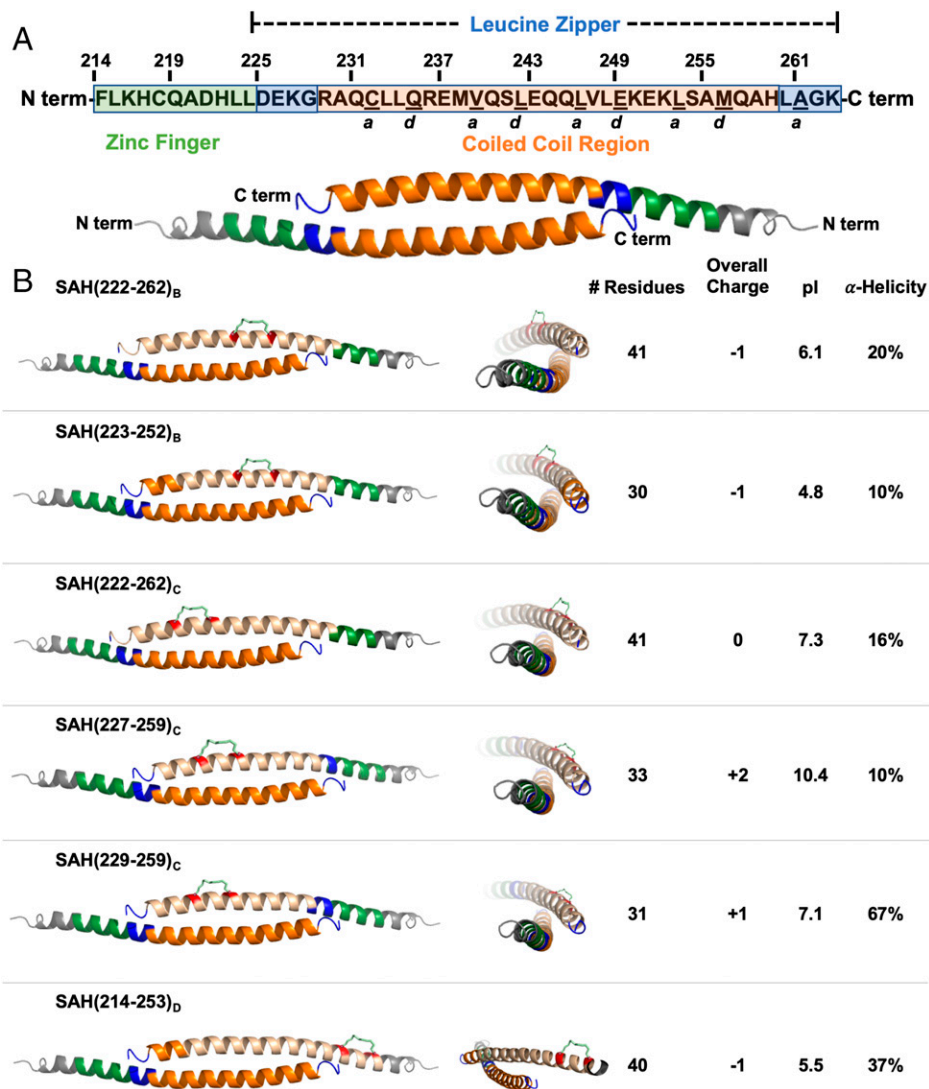 A
Leucine Zipper
214 219 225 231 237 243 249 255 261
N term-FLKHCQADHLLDEKGRAQCLLQREMVQSLEQQLVLEKEKLSAMQAHLAGK-C term
a d a d a d a d a
Zinc Finger
Coiled Coil Region
C term
N term
N term
C term
B
# Residues Overall Charge pI α-Helicity
SAH(222-262)B
41 -1 6.1 20%
SAH(223-252)B
30 -1 4.8 10%
SAH(222-262)C
41 0 7.3 16%
SAH(227-259)C
33 +2 10.4 10%
SAH(229-259)C
31 +1 7.1 67%
SAH(214-253)D
40 -1 5.5 37%